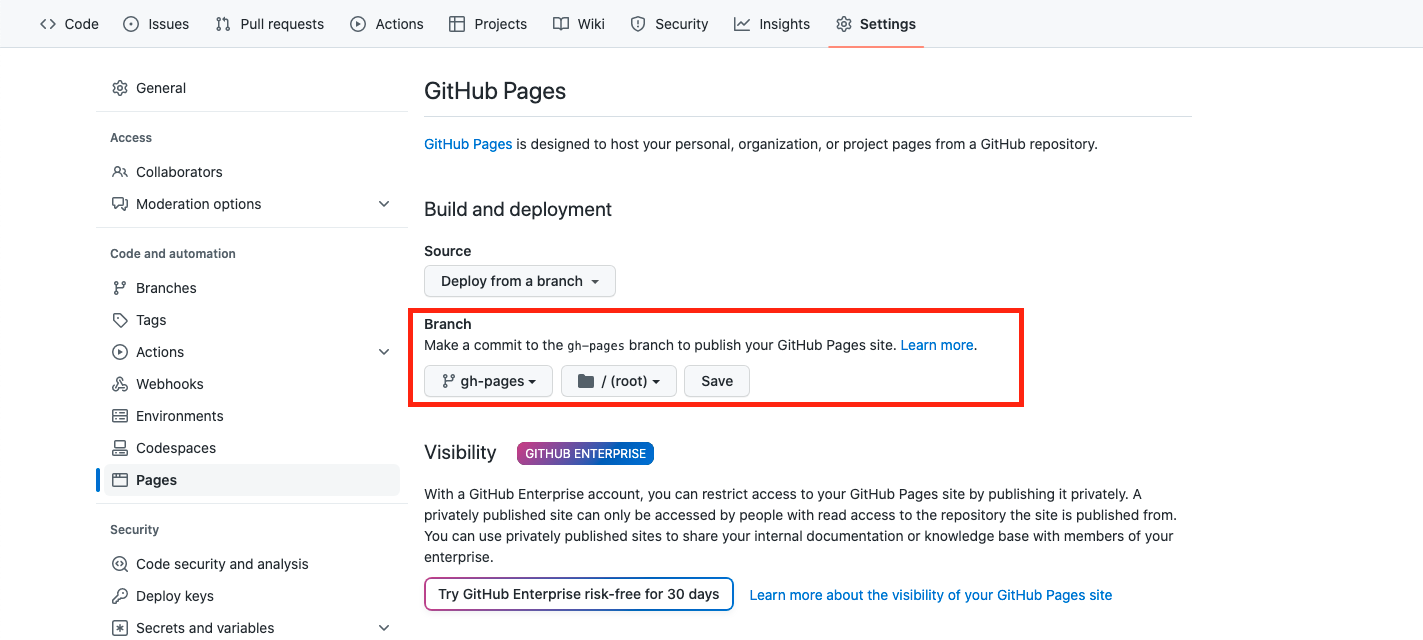 Code Issues Pull requests Actions Projects Wiki Security Insights Settings
General
Access
Collaborators
Moderation options
Code and automation
Branches
Tags
Actions
Webhooks
Environments
Codespaces
Pages
Security
Code security and analysis
Deploy keys
Secrets and variables
GitHub Pages
GitHub Pages is designed to host your personal, organization, or project pages from a GitHub repository.
Build and deployment
Source
Deploy from a branch
Branch
Make a commit to the gh-pages branch to publish your GitHub Pages site. Learn more.
gh-pages / (root) Save
Visibility GITHUB ENTERPRISE
With a GitHub Enterprise account, you can restrict access to your GitHub Pages site by publishing it privately. A
privately published site can only be accessed by people with read access to the repository the site is published from.
You can use privately published sites to share your internal documentation or knowledge base with members of your
enterprise.
Try GitHub Enterprise risk-free for 30 days Learn more about the visibility of your GitHub Pages site